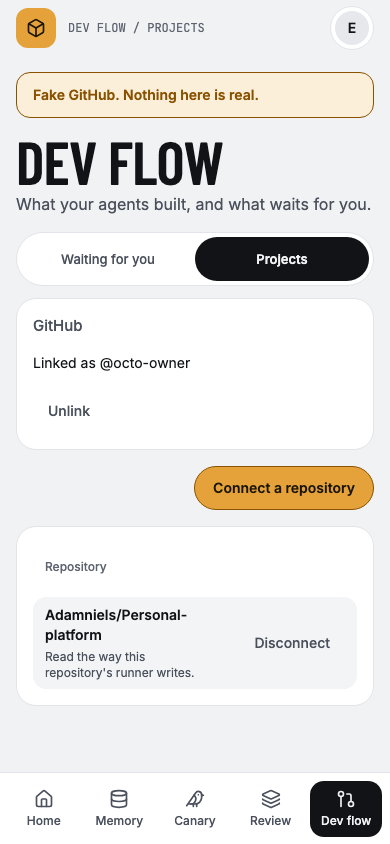 DEV FLOW / PROJECTS
E
Fake GitHub. Nothing here is real.
DEV FLOW
What your agents built, and what waits for you.
Waiting for you
Projects
GitHub
Linked as @octo-owner
Unlink
Connect a repository
Repository
Adamniels/Personal-
platform
Read the way this
repository's runner writes.
Disconnect
Home
Memory
Canary
Review
Dev flow